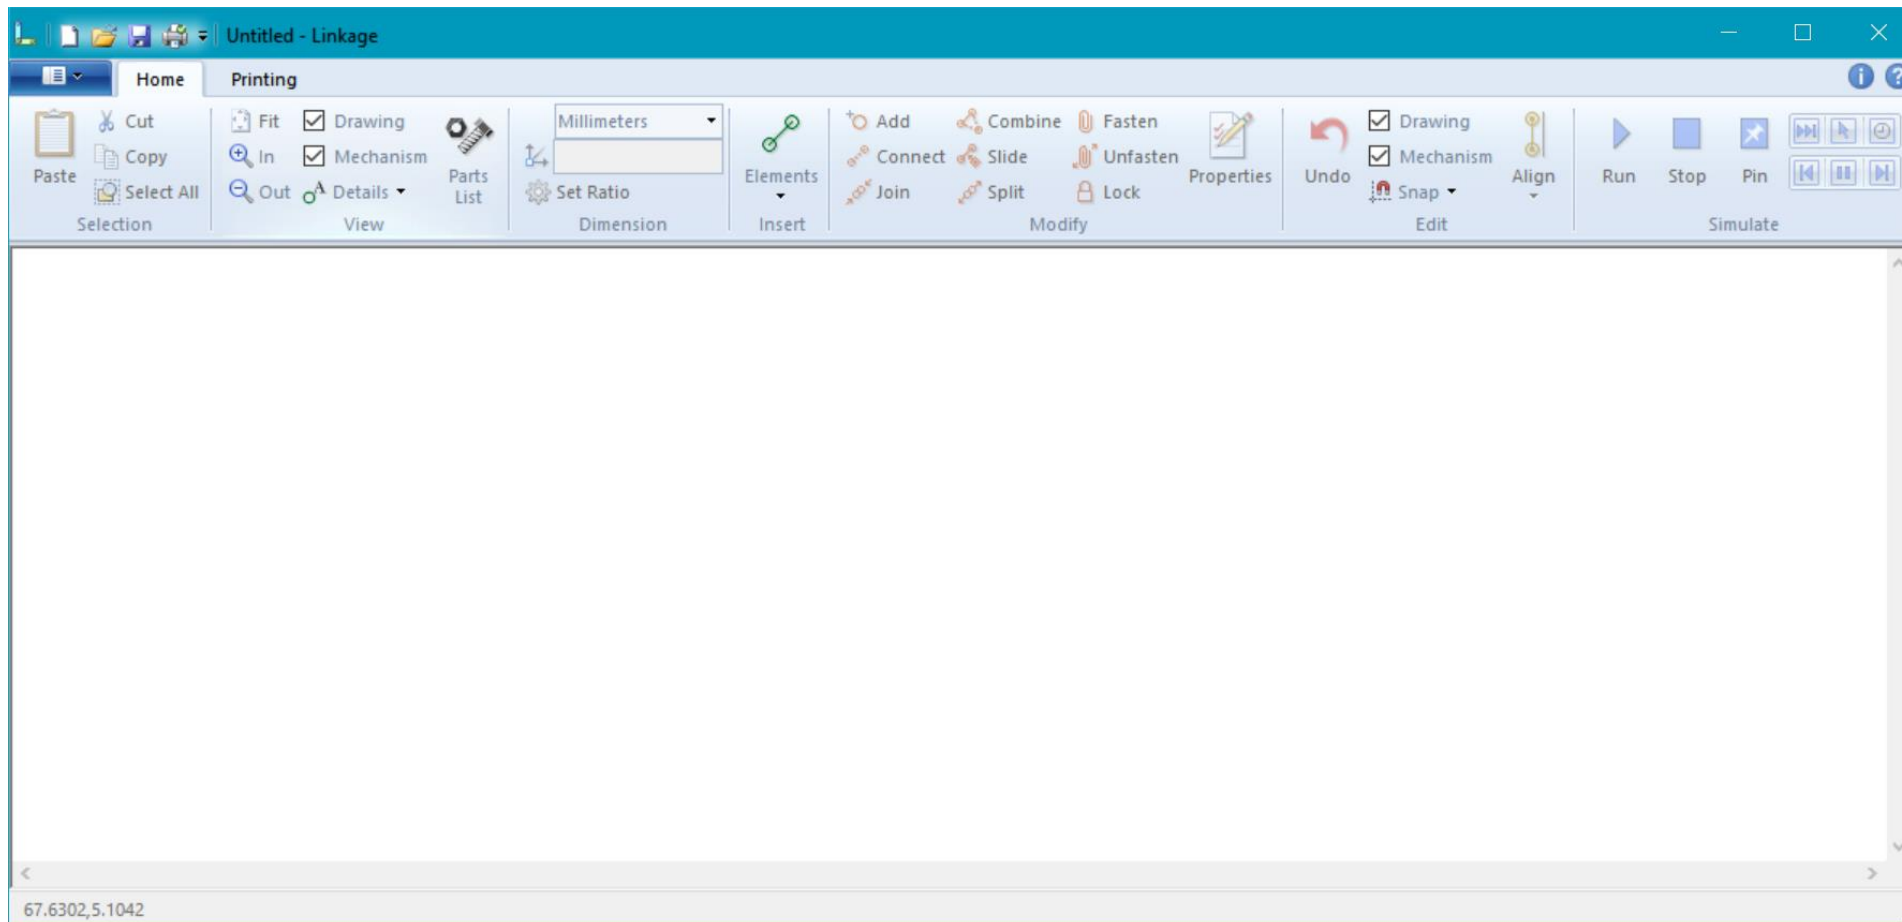 Untitled - Linkage
Home Printing
Cut Fit Drawing Millimeters Add Combine Fasten Drawing
Copy In Mechanism Connect Slide Unfasten Mechanism
Paste Parts List Elements Properties Undo Align Run Stop Pin
Select All Out Details Set Ratio Join Split Lock Snap
Selection View Dimension Insert Modify Edit Simulate
67.6302,5.1042